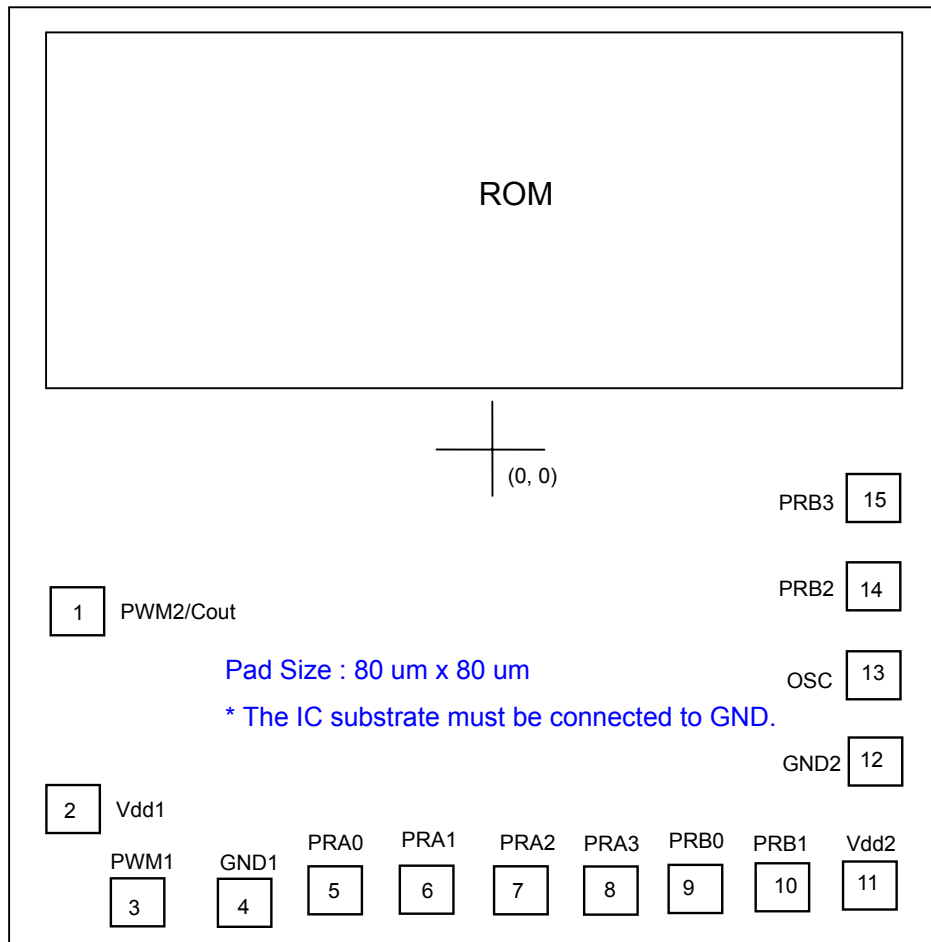 ROM
(0, 0)
PRB3 15
PRB2 14
1 PWM2/Cout
Pad Size : 80 um x 80 um
OSC 13
* The IC substrate must be connected to GND.
GND2 12
2 Vdd1
PWM1 GND1 PRA0 PRA1 PRA2 PRA3 PRB0 PRB1 Vdd2
3 4 5 6 7 8 9 10 11